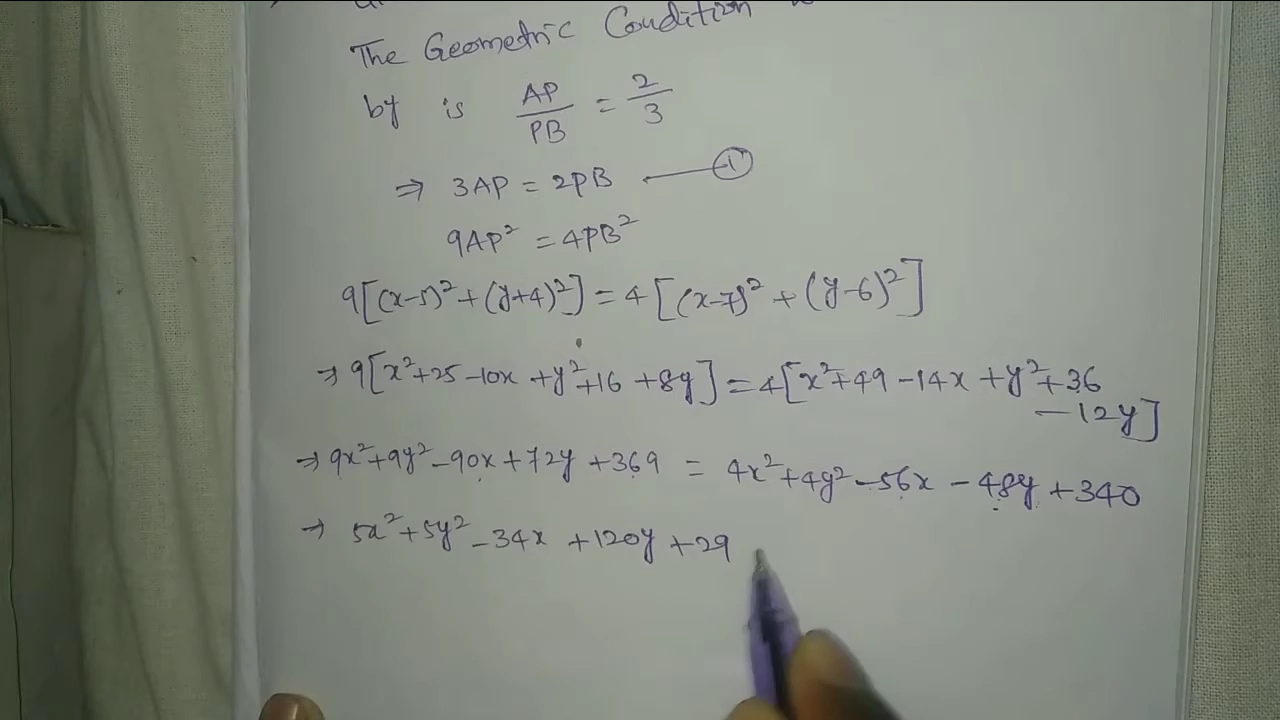 The Geometric Condition
by is AP/PB = 2/3
⇒ 3AP = 2PB —— ①
9AP² = 4PB²
9[(x-5)² + (y+4)²] = 4[(x-7)² + (y-6)²]
⇒ 9[x²+25-10x+y²+16+8y] = 4[x²+49-14x+y²+36
-12y]
⇒ 9x²+9y²-90x+72y+369 = 4x²+4y²-56x-48y+340
⇒ 5x²+5y²-34x+120y+29